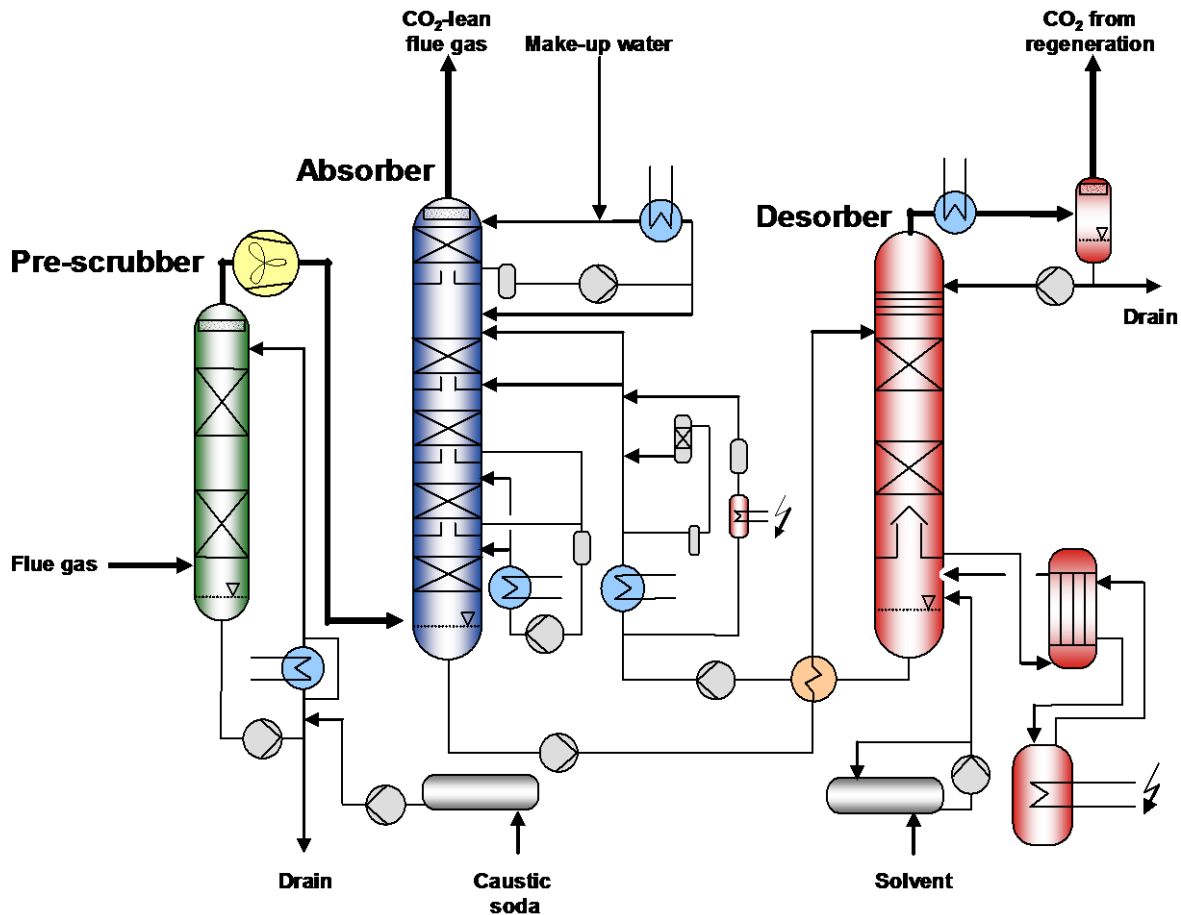 CO₂-lean
flue gas
Make-up water
CO₂ from
regeneration
Absorber
Desorber
Pre-scrubber
Drain
Flue gas
Drain
Caustic
soda
Solvent